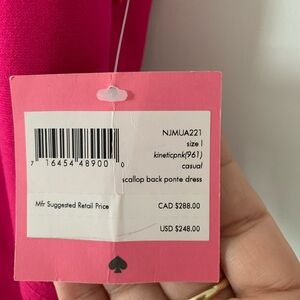 NJMUA221
size l
kineticpnk(961)
casual
scallop back ponte dress
7 16454 48900 0
Mfr Suggested Retail Price
CAD $288.00
USD $248.00